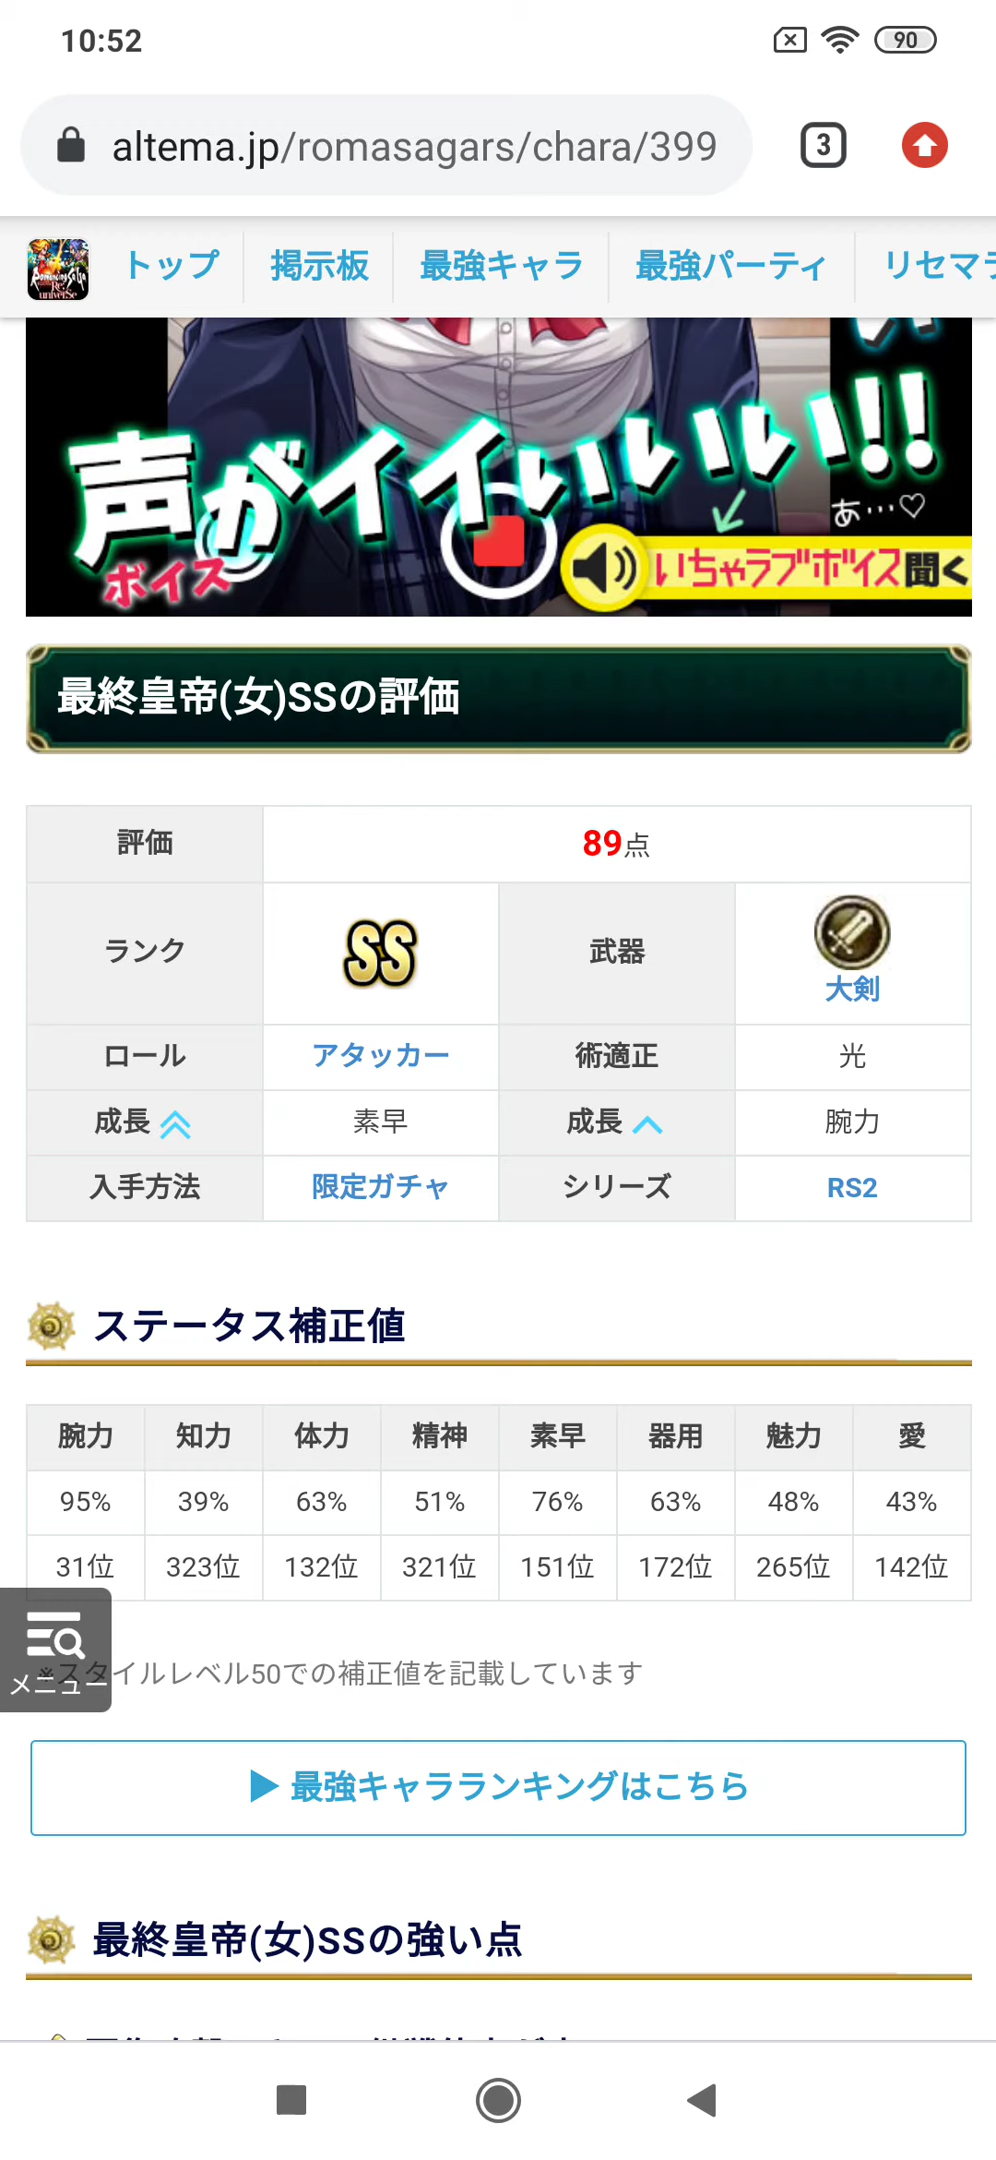 10:52
90
altema.jp/romasagars/chara/399
3
トップ
掲示板
最強キャラ
最強パーティ
リセマラ
声がイイいいいい!!
ボイス
あ…♡
いちゃラブボイス聞く
最終皇帝(女)SSの評価
評価 89点
ランク SS 武器 大剣
ロール アタッカー 術適正 光
成長 素早 成長 腕力
入手方法 限定ガチャ シリーズ RS2
ステータス補正値
腕力 知力 体力 精神 素早 器用 魅力 愛
95% 39% 63% 51% 76% 63% 48% 43%
31位 323位 132位 321位 151位 172位 265位 142位
※スタイルレベル50での補正値を記載しています
メニュー
▶ 最強キャラランキングはこちら
最終皇帝(女)SSの強い点